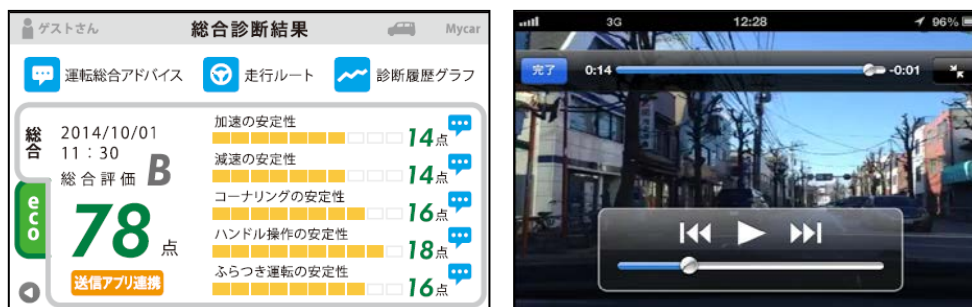 ゲストさん
総合診断結果
Mycar
運転総合アドバイス
走行ルート
診断履歴グラフ
総合
eco
2014/10/01
11:30
総合評価 B
78点
送信アプリ連携
加速の安定性
14点
減速の安定性
14点
コーナリングの安定性
16点
ハンドル操作の安定性
18点
ふらつき運転の安定性
16点
3G
12:28
96%
完了
0:14
-0:01